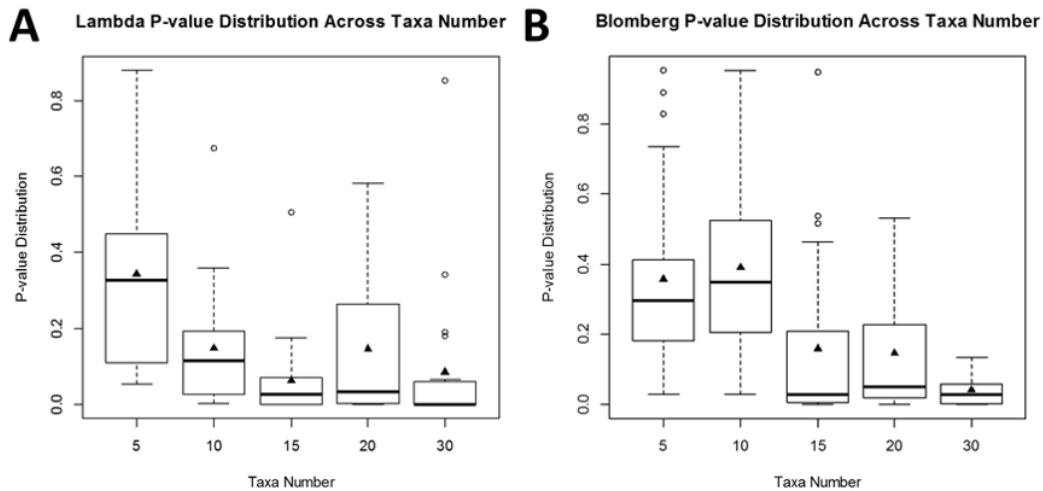 A
Lambda P-value Distribution Across Taxa Number
P-value Distribution
0.8
0.6
0.4
0.2
0.0
5 10 15 20 30
Taxa Number
B
Blomberg P-value Distribution Across Taxa Number
P-value Distribution
0.8
0.6
0.4
0.2
0.0
5 10 15 20 30
Taxa Number